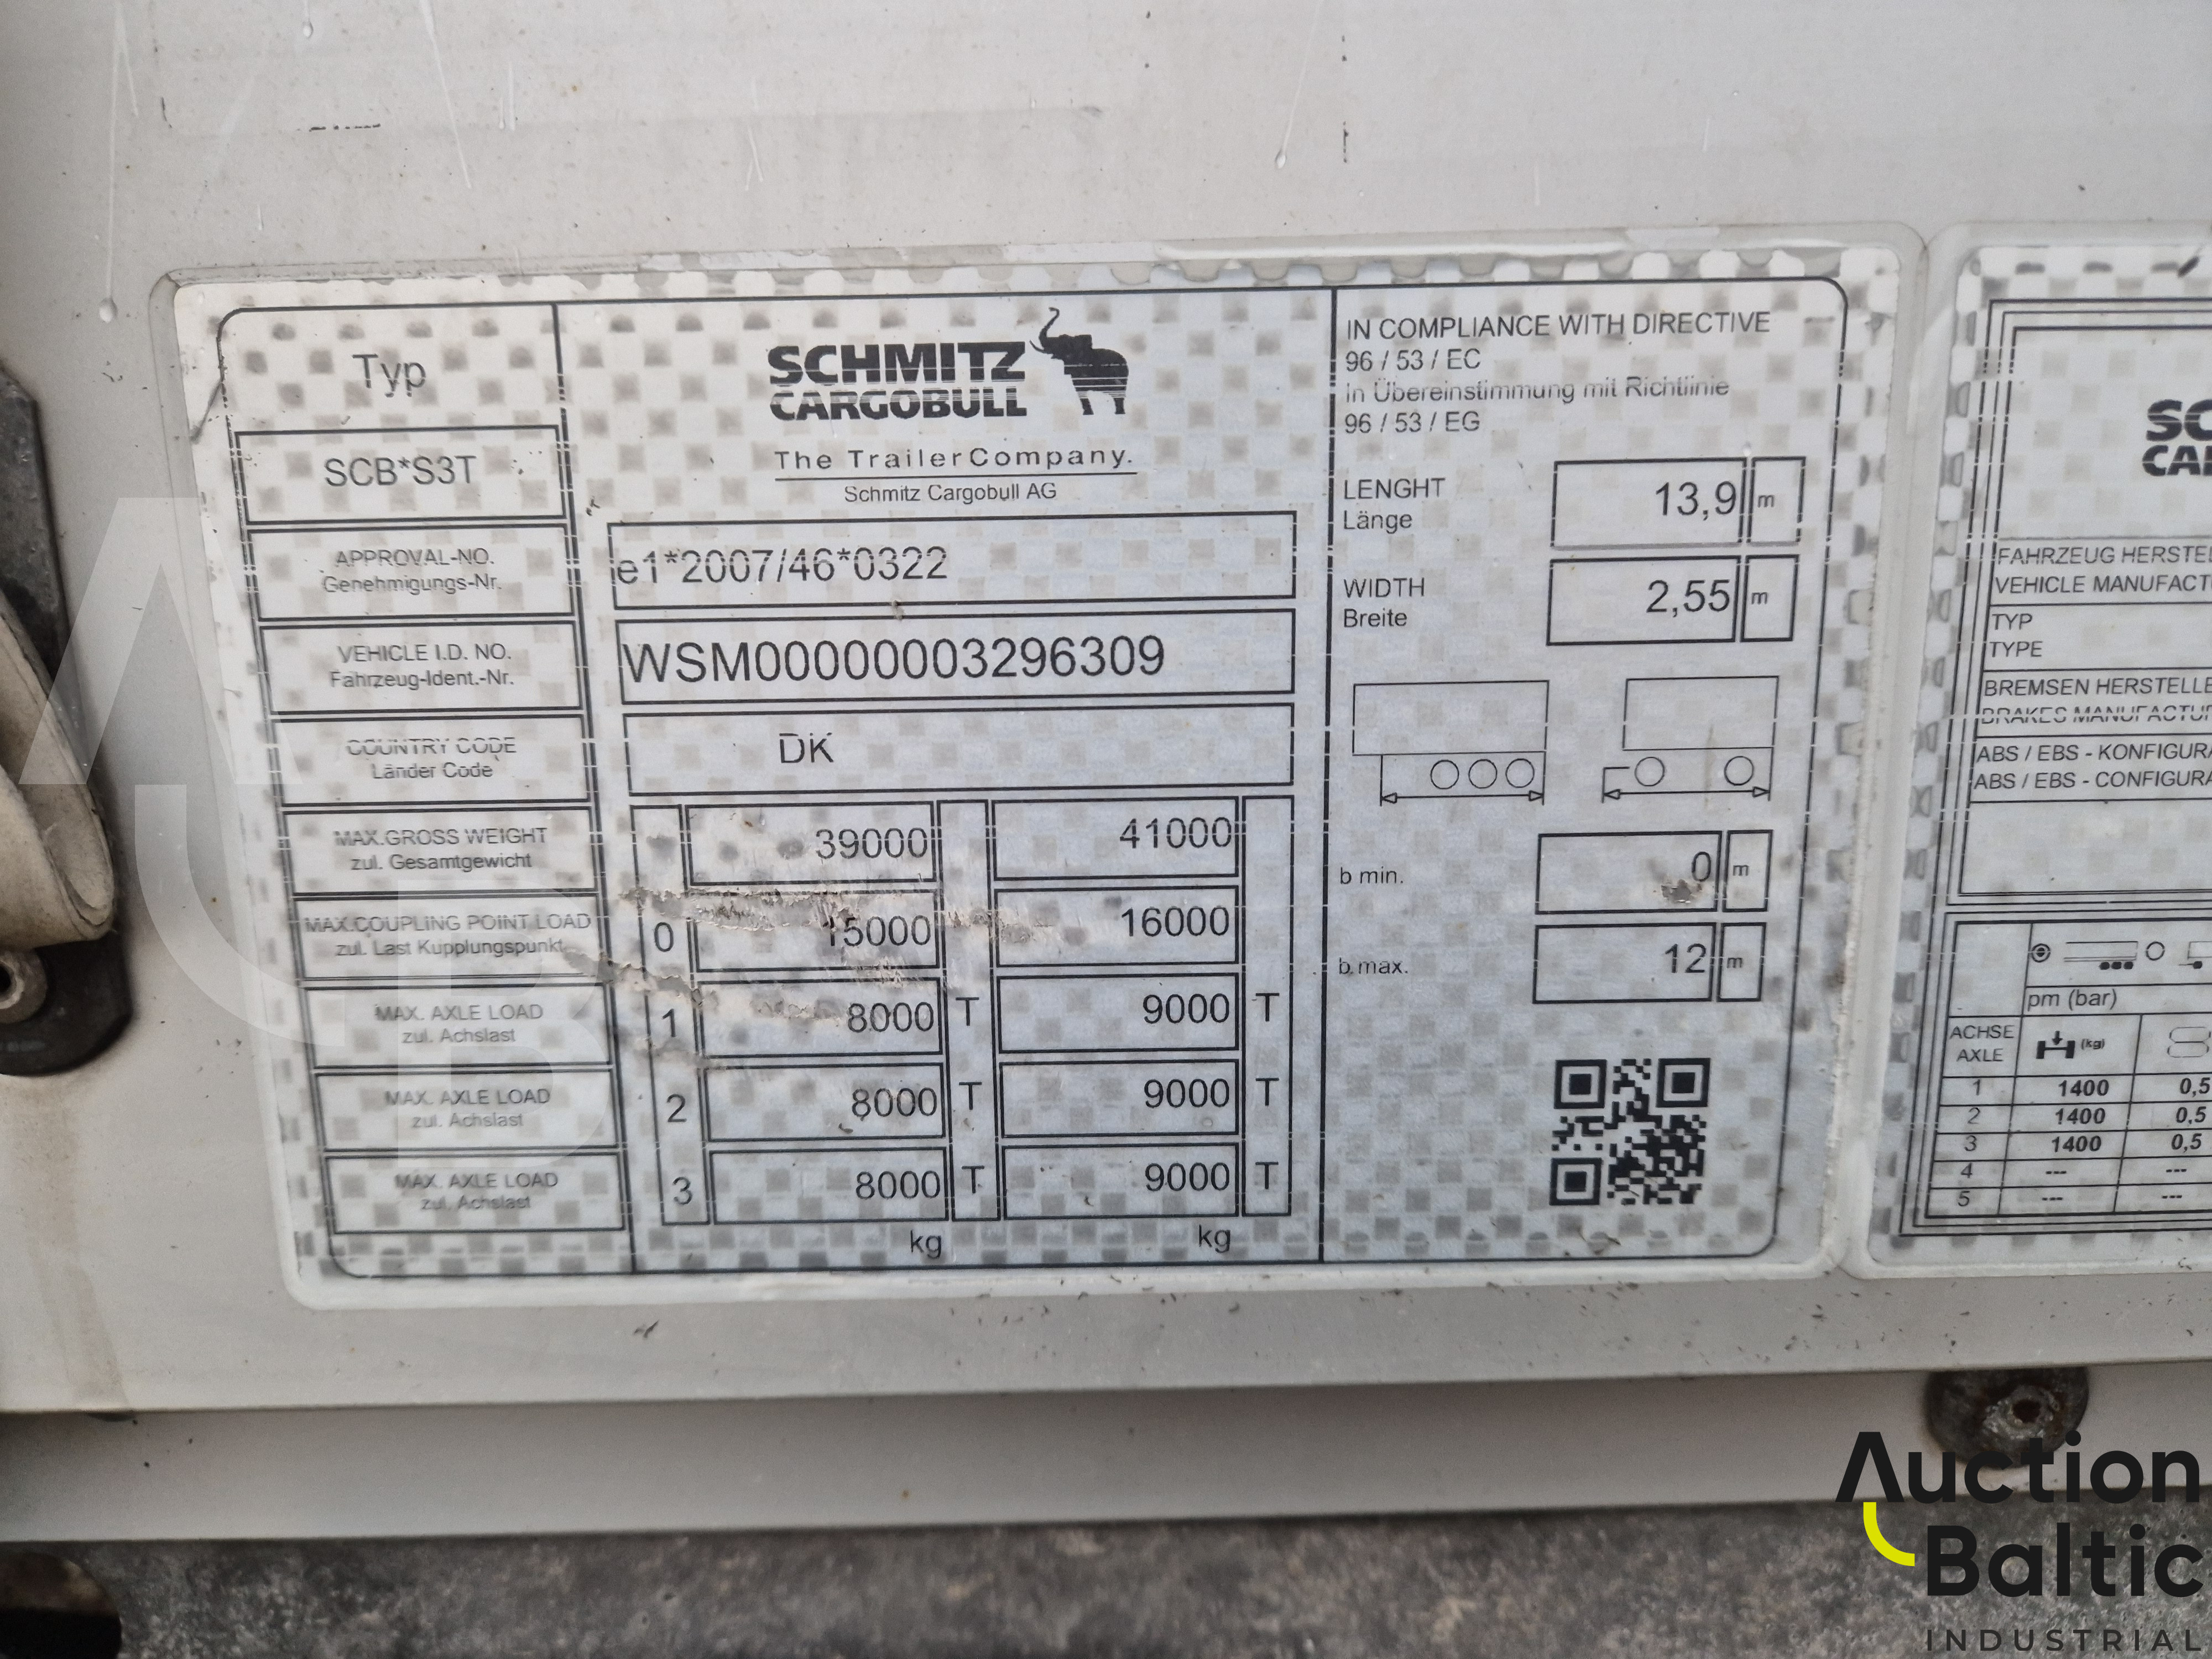 Typ
SCB*S3T
APPROVAL-NO.
Genehmigungs-Nr.
VEHICLE I.D. NO.
Fahrzeug-Ident.-Nr.
COUNTRY CODE
Länder Code
MAX.GROSS WEIGHT
zul. Gesamtgewicht
MAX.COUPLING POINT LOAD
zul. Last Kupplungspunkt
MAX. AXLE LOAD
zul. Achslast
MAX. AXLE LOAD
zul. Achslast
MAX. AXLE LOAD
zul. Achslast
SCHMITZ
CARGOBULL
The TrailerCompany.
Schmitz Cargobull AG
e1*2007/46*0322
WSM00000003296309
DK
39000 41000
0 15000 16000
1 8000 T 9000 T
2 8000 T 9000 T
3 8000 T 9000 T
kg kg
IN COMPLIANCE WITH DIRECTIVE
96 / 53 / EC
in Übereinstimmung mit Richtlinie
96 / 53 / EG
LENGHT
Länge
13,9 m
WIDTH
Breite
2,55 m
b min. 0 m
b max. 12 m
SC
CA
FAHRZEUG HERSTEL
VEHICLE MANUFACT
TYP
TYPE
BREMSEN HERSTELLE
BRAKES MANUFACTUR
ABS / EBS - KONFIGURA
ABS / EBS - CONFIGURA
pm (bar)
ACHSE
AXLE
(kg)
1 1400 0,5
2 1400 0,5
3 1400 0,5
4 --- ---
5 --- ---
Auction
Baltic
INDUSTRIAL